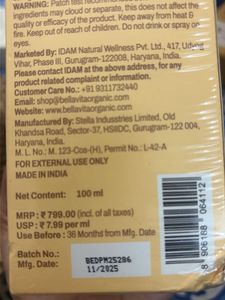 WARNING: Patch test recommended
ingredients may cloud or separate, this does not affect the
quality or efficacy of the product. Keep away from heat &
fire. Keep out of reach of children. Do not drink or spray on
eyes.
Marketed By: IDAM Natural Wellness Pvt. Ltd., 417, Udyog
Vihar, Phase III, Gurugram-122008, Haryana, India.
Please contact IDAM at the above address, for any
product related complaint or information.
Customer Care No.: +91 9311732440
Email: shop@bellavitaorganic.com
Website: www.bellavitaorganic.com
Manufactured By: Stella Industries Limited, Old
Khandsa Road, Sector-37, HSIIDC, Gurugram-122 004,
Haryana, India.
M. L. No.: M. 123-Cos-(H), Permit No.: L-42-A
FOR EXTERNAL USE ONLY
MADE IN INDIA
Net Content: 100 ml
MRP : ₹ 799.00 (incl. of all taxes)
USP : ₹ 7.99 per ml
Use Before : 36 Months from Mfg. Date
Batch No.: BEDPM252B6
Mfg. Date: 11/2025
8 906188 064112